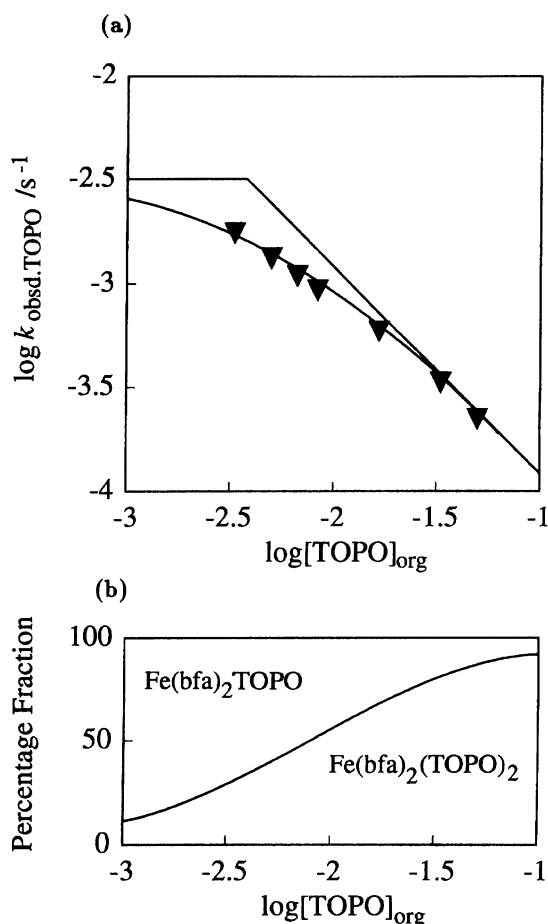 (a)
-2
-2.5
-3
-3.5
-4
log k obsd.TOPO /s⁻¹
-3 -2.5 -2 -1.5 -1
log[TOPO]org
(b)
100
50
0
Percentage Fraction
Fe(bfa)₂TOPO
Fe(bfa)₂(TOPO)₂
-3 -2.5 -2 -1.5 -1
log[TOPO]org